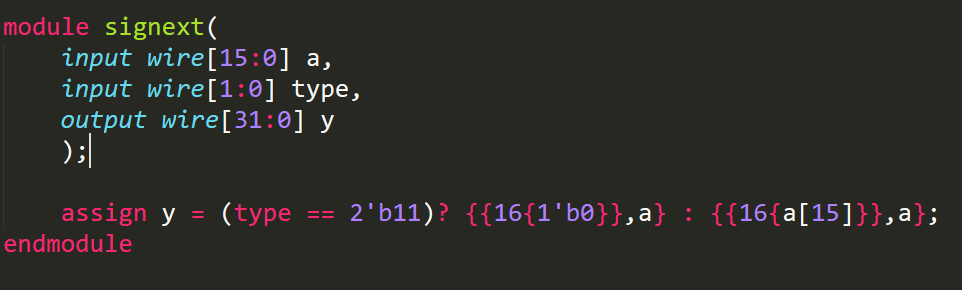 module signext(
    input wire[15:0] a,
    input wire[1:0] type,
    output wire[31:0] y
    );
    assign y = (type == 2'b11)? {{16{1'b0}},a} : {{16{a[15]}},a};
endmodule